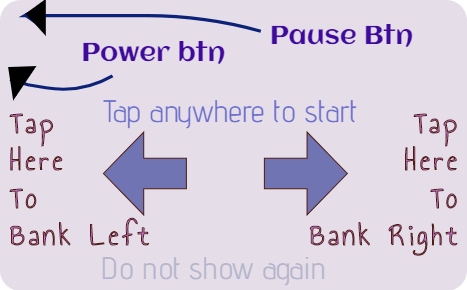 Pause Btn
Power btn
Tap anywhere to start
Tap
Here
To
Bank Left
Tap
Here
To
Bank Right
Do not show again